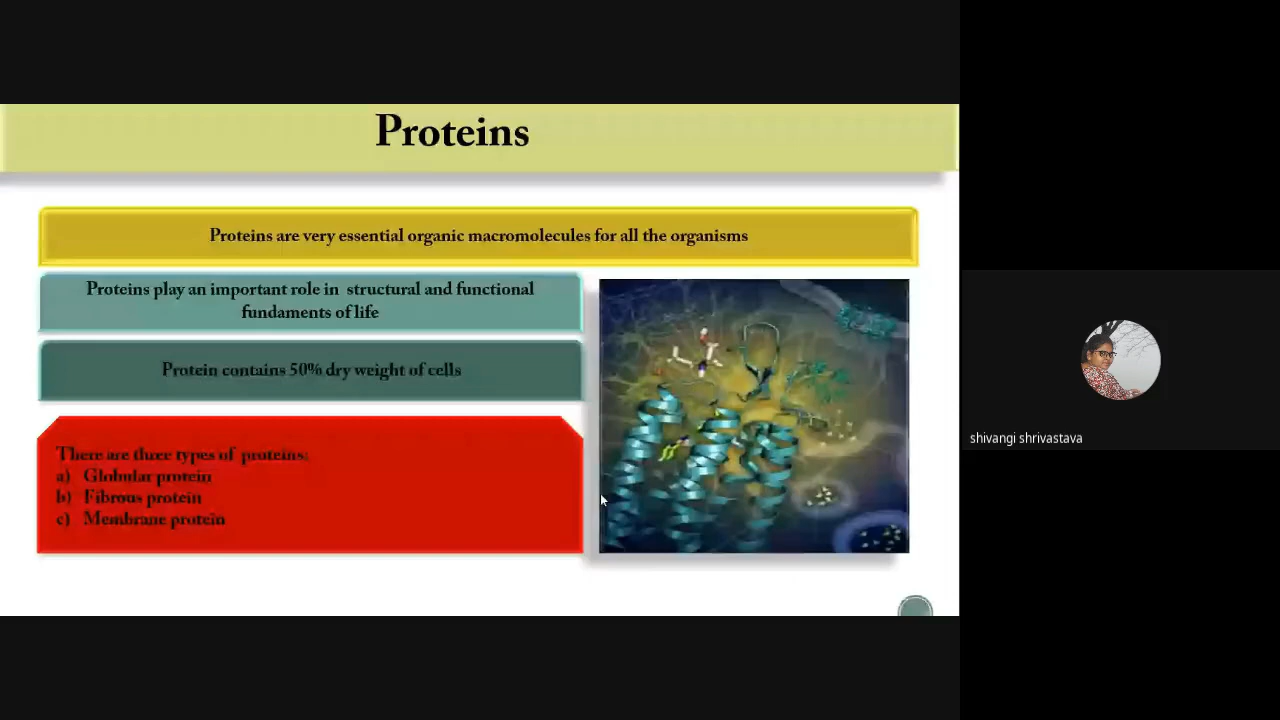 Proteins
Proteins are very essential organic macromolecules for all the organisms
Proteins play an important role in structural and functional
fundaments of life
Protein contains 50% dry weight of cells
There are three types of proteins:
a) Globular protein
b) Fibrous protein
c) Membrane protein
shivangi shrivastava